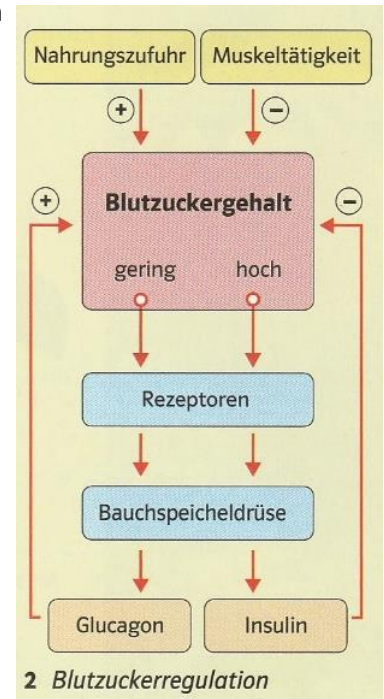 Nahrungszufuhr Muskeltätigkeit
+ −
+ Blutzuckergehalt −
gering hoch
Rezeptoren
Bauchspeicheldrüse
Glucagon Insulin
2 Blutzuckerregulation